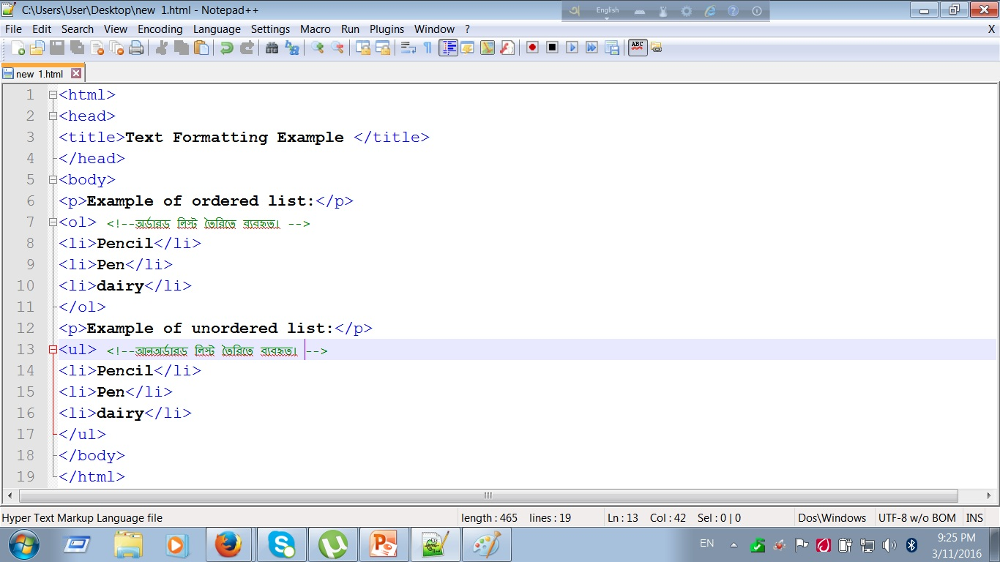 C:\Users\User\Desktop\new  1.html - Notepad++
English
File Edit Search View Encoding Language Settings Macro Run Plugins Window ? X
ABC
new  1.html
1 <html>
2 <head>
3 <title>Text Formatting Example </title>
4 </head>
5 <body>
6 <p>Example of ordered list:</p>
7 <ol> <!--অর্ডারড লিস্ট তৈরিতে ব্যবহৃত। -->
8 <li>Pencil</li>
9 <li>Pen</li>
10 <li>dairy</li>
11 </ol>
12 <p>Example of unordered list:</p>
13 <ul> <!--আনঅর্ডারড লিস্ট তৈরিতে ব্যবহৃত। -->
14 <li>Pencil</li>
15 <li>Pen</li>
16 <li>dairy</li>
17 </ul>
18 </body>
19 </html>
Hyper Text Markup Language file length : 465 lines : 19 Ln : 13 Col : 42 Sel : 0 | 0 Dos\Windows UTF-8 w/o BOM INS
EN 9:25 PM
3/11/2016